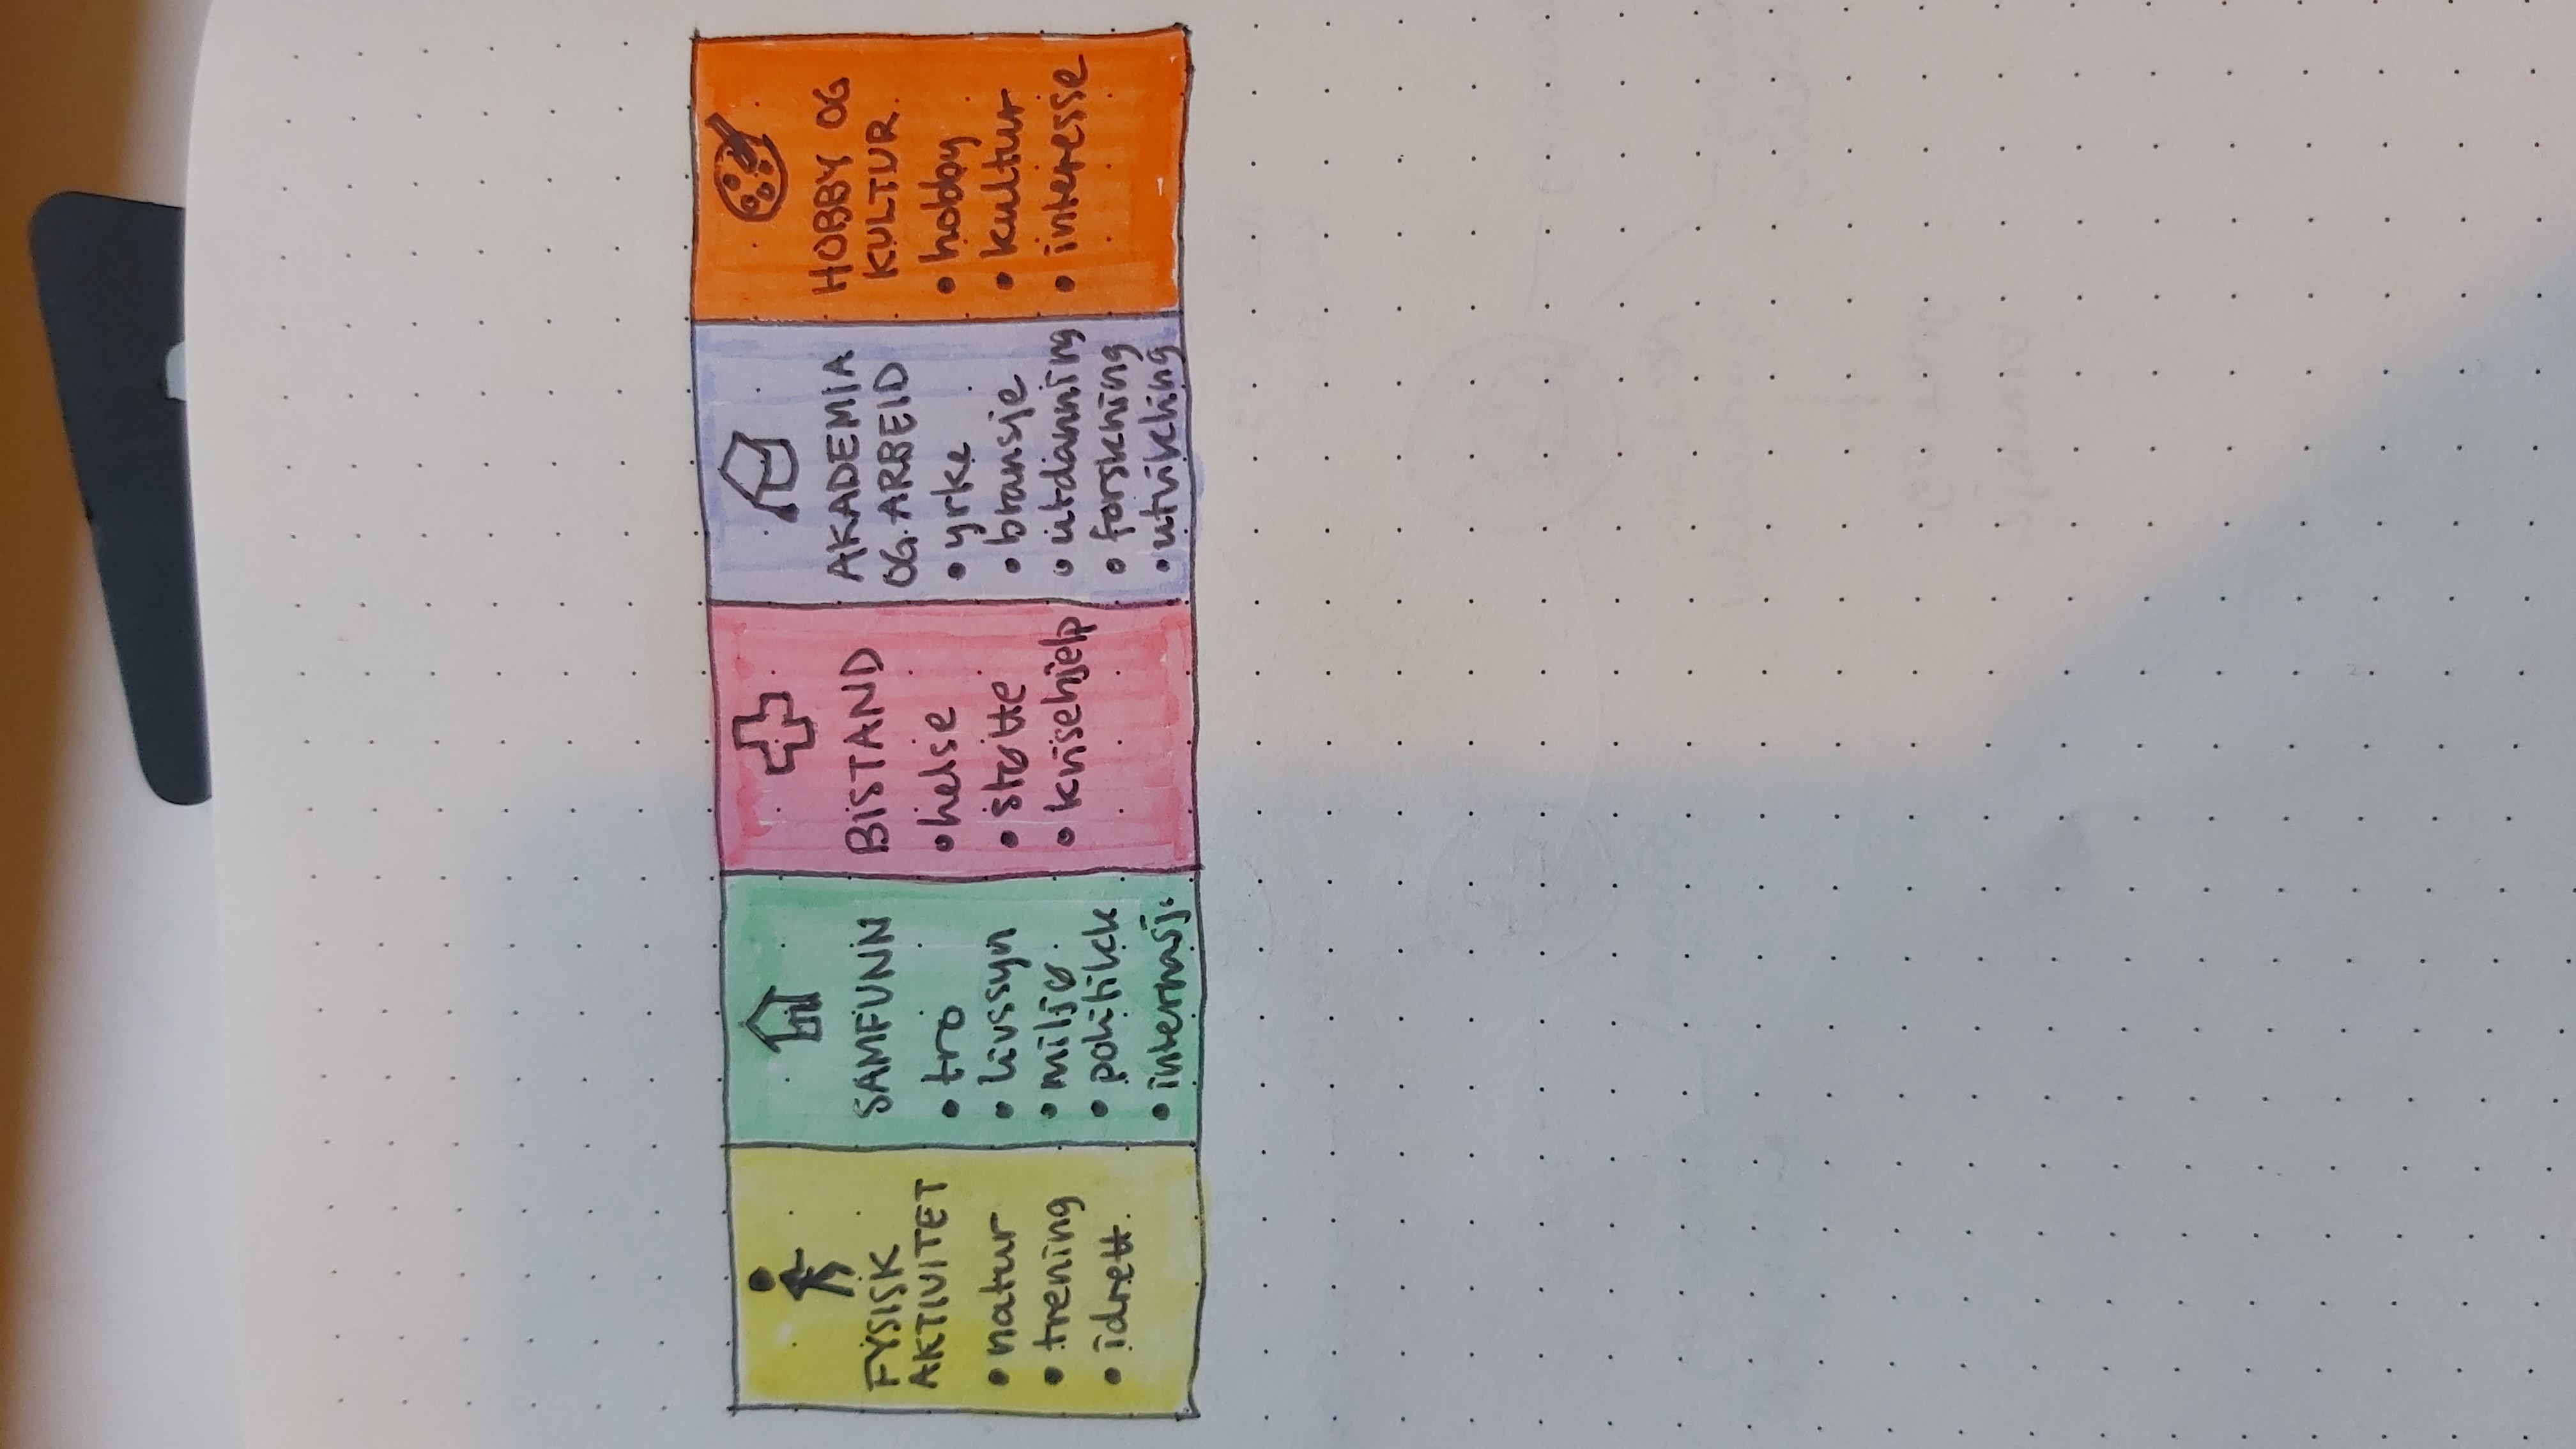 FYSISK
AKTIVITET
• natur
• trening
• idrett
SAMFUNN
• tro
• livssyn
• miljø
• politikk
• internasj.
BISTAND
• helse
• støtte
• krisehjelp
AKADEMIA
OG ARBEID
• yrke
• bransje
• utdanning
• forskning
• utvikling
HOBBY OG
KULTUR
• hobby
• kultur
• interesse